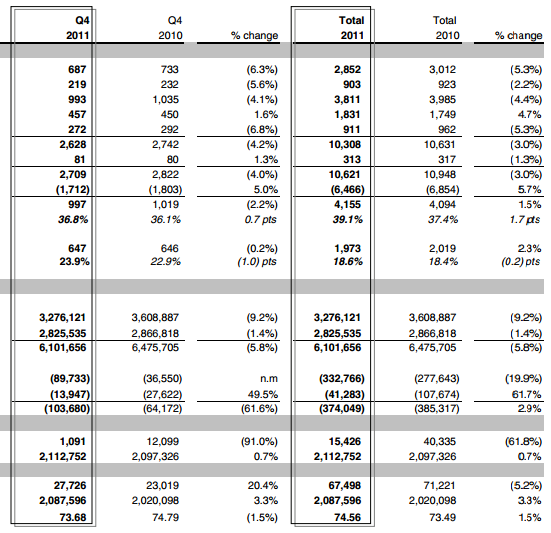 Q4 Q4 Total Total
2011 2010 % change 2011 2010 % change
687 733 (6.3%) 2,852 3,012 (5.3%)
219 232 (5.6%) 903 923 (2.2%)
993 1,035 (4.1%) 3,811 3,985 (4.4%)
457 450 1.6% 1,831 1,749 4.7%
272 292 (6.8%) 911 962 (5.3%)
2,628 2,742 (4.2%) 10,308 10,631 (3.0%)
81 80 1.3% 313 317 (1.3%)
2,709 2,822 (4.0%) 10,621 10,948 (3.0%)
(1,712) (1,803) 5.0% (6,466) (6,854) 5.7%
997 1,019 (2.2%) 4,155 4,094 1.5%
36.8% 36.1% 0.7 pts 39.1% 37.4% 1.7 pts
647 646 (0.2%) 1,973 2,019 2.3%
23.9% 22.9% (1.0) pts 18.6% 18.4% (0.2) pts
3,276,121 3,608,887 (9.2%) 3,276,121 3,608,887 (9.2%)
2,825,535 2,866,818 (1.4%) 2,825,535 2,866,818 (1.4%)
6,101,656 6,475,705 (5.8%) 6,101,656 6,475,705 (5.8%)
(89,733) (36,550) n.m (332,766) (277,643) (19.9%)
(13,947) (27,622) 49.5% (41,283) (107,674) 61.7%
(103,680) (64,172) (61.6%) (374,049) (385,317) 2.9%
1,091 12,099 (91.0%) 15,426 40,335 (61.8%)
2,112,752 2,097,326 0.7% 2,112,752 2,097,326 0.7%
27,726 23,019 20.4% 67,498 71,221 (5.2%)
2,087,596 2,020,098 3.3% 2,087,596 2,020,098 3.3%
73.68 74.79 (1.5%) 74.56 73.49 1.5%